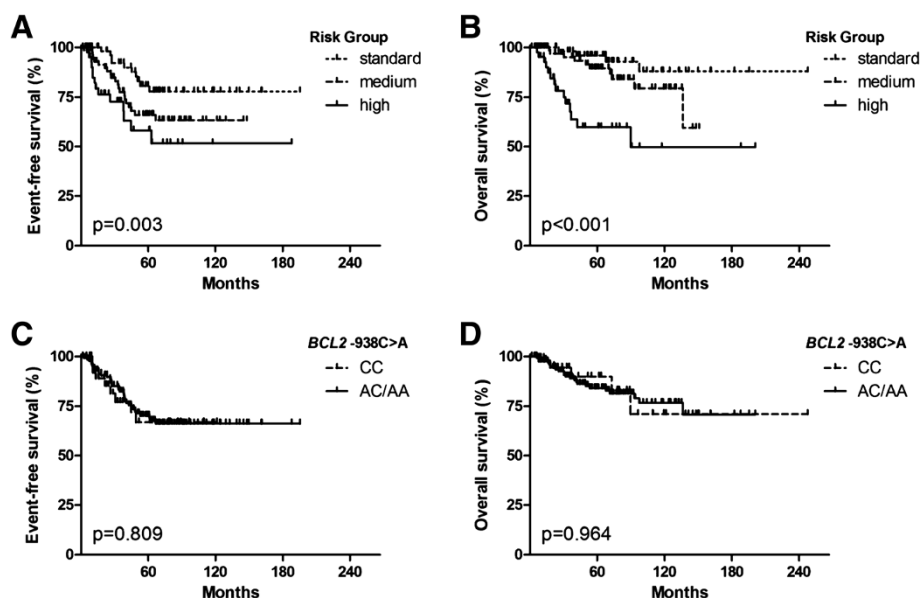 A
Event-free survival (%)
100
75
50
25
0
60 120 180 240
Months
p=0.003
Risk Group
standard
medium
high
B
Overall survival (%)
100
75
50
25
0
60 120 180 240
Months
p<0.001
Risk Group
standard
medium
high
C
Event-free survival (%)
100
75
50
25
0
60 120 180 240
Months
p=0.809
BCL2 -938C>A
CC
AC/AA
D
Overall survival (%)
100
75
50
25
0
60 120 180 240
Months
p=0.964
BCL2 -938C>A
CC
AC/AA